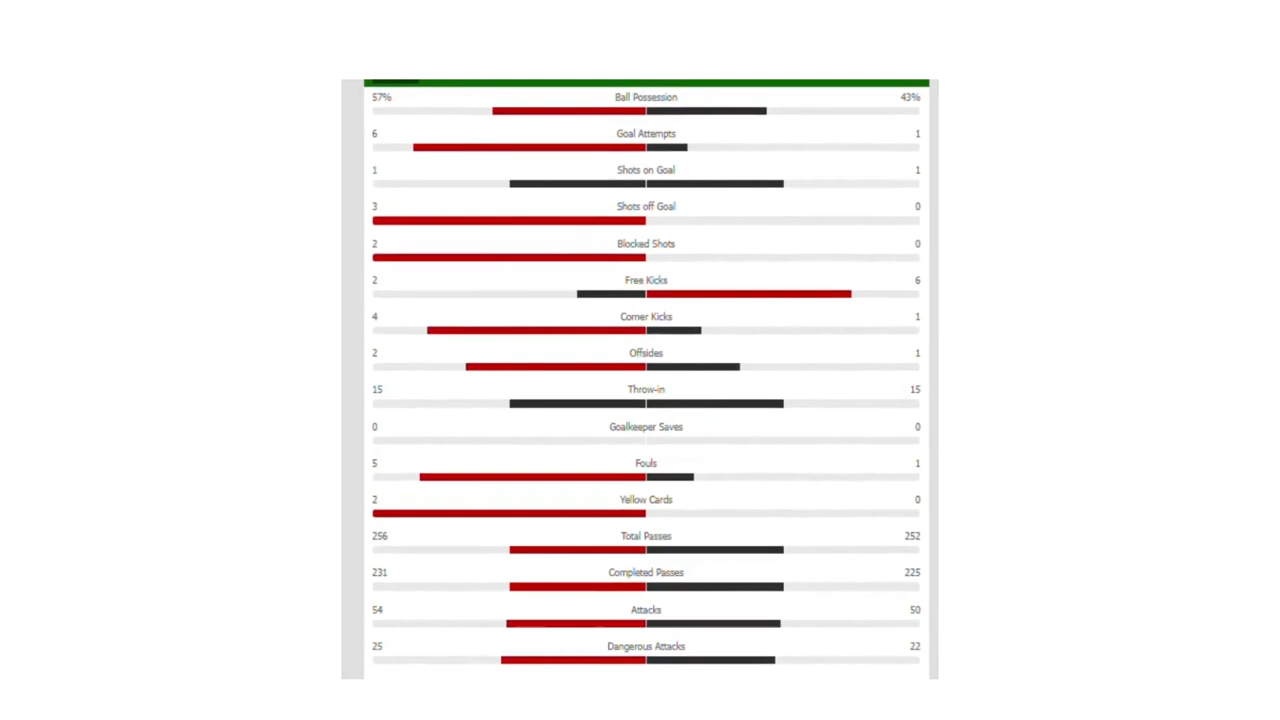 57% Ball Possession 43%
6 Goal Attempts 1
1 Shots on Goal 1
3 Shots off Goal 0
2 Blocked Shots 0
2 Free Kicks 6
4 Corner Kicks 1
2 Offsides 1
15 Throw-in 15
0 Goalkeeper Saves 0
5 Fouls 1
2 Yellow Cards 0
256 Total Passes 252
231 Completed Passes 225
54 Attacks 50
25 Dangerous Attacks 22